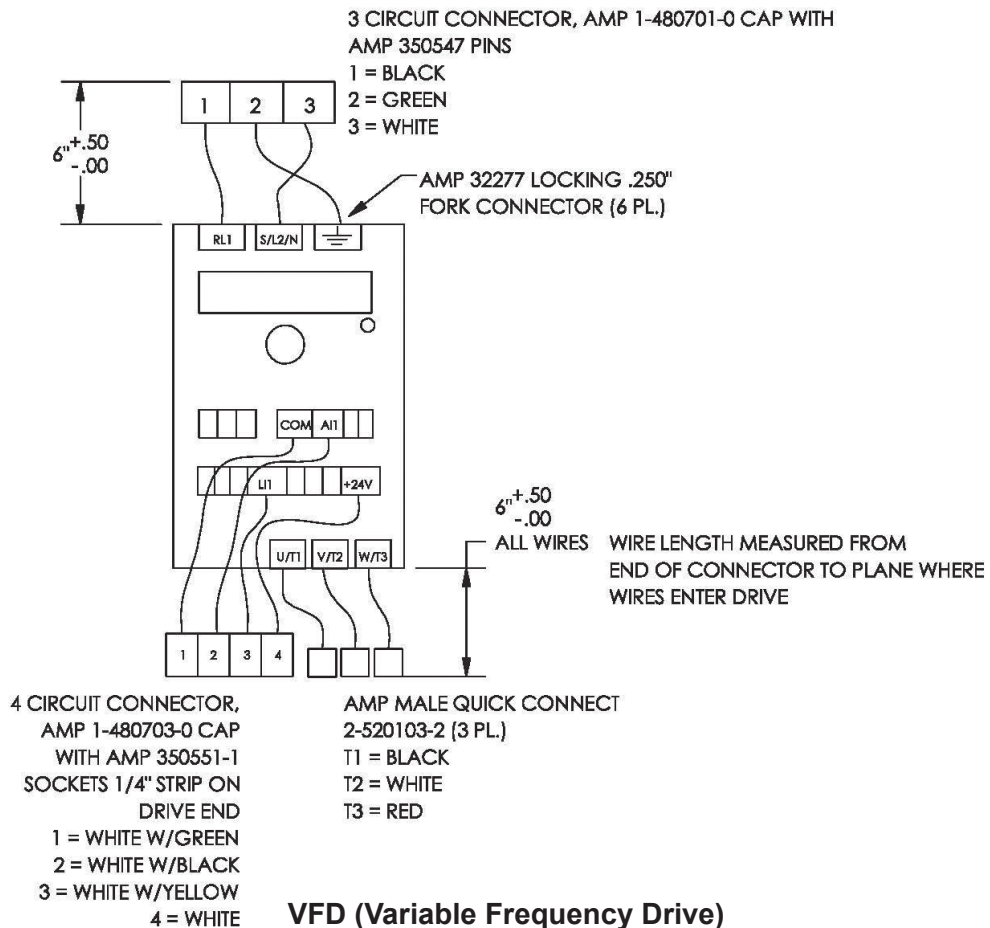 3 CIRCUIT CONNECTOR, AMP 1-480701-0 CAP WITH
AMP 350547 PINS
1 = BLACK
2 = GREEN
3 = WHITE
1 2 3
6" +.50
-.00
AMP 32277 LOCKING .250"
FORK CONNECTOR (6 PL.)
RL1 S/L2/N
COM AI1
LI1 +24V
U/T1 V/T2 W/T3
6" +.50
-.00
ALL WIRES
WIRE LENGTH MEASURED FROM
END OF CONNECTOR TO PLANE WHERE
WIRES ENTER DRIVE
1 2 3 4
4 CIRCUIT CONNECTOR,
AMP 1-480703-0 CAP
WITH AMP 350551-1
SOCKETS 1/4" STRIP ON
DRIVE END
1 = WHITE W/GREEN
2 = WHITE W/BLACK
3 = WHITE W/YELLOW
4 = WHITE
AMP MALE QUICK CONNECT
2-520103-2 (3 PL.)
T1 = BLACK
T2 = WHITE
T3 = RED
VFD (Variable Frequency Drive)